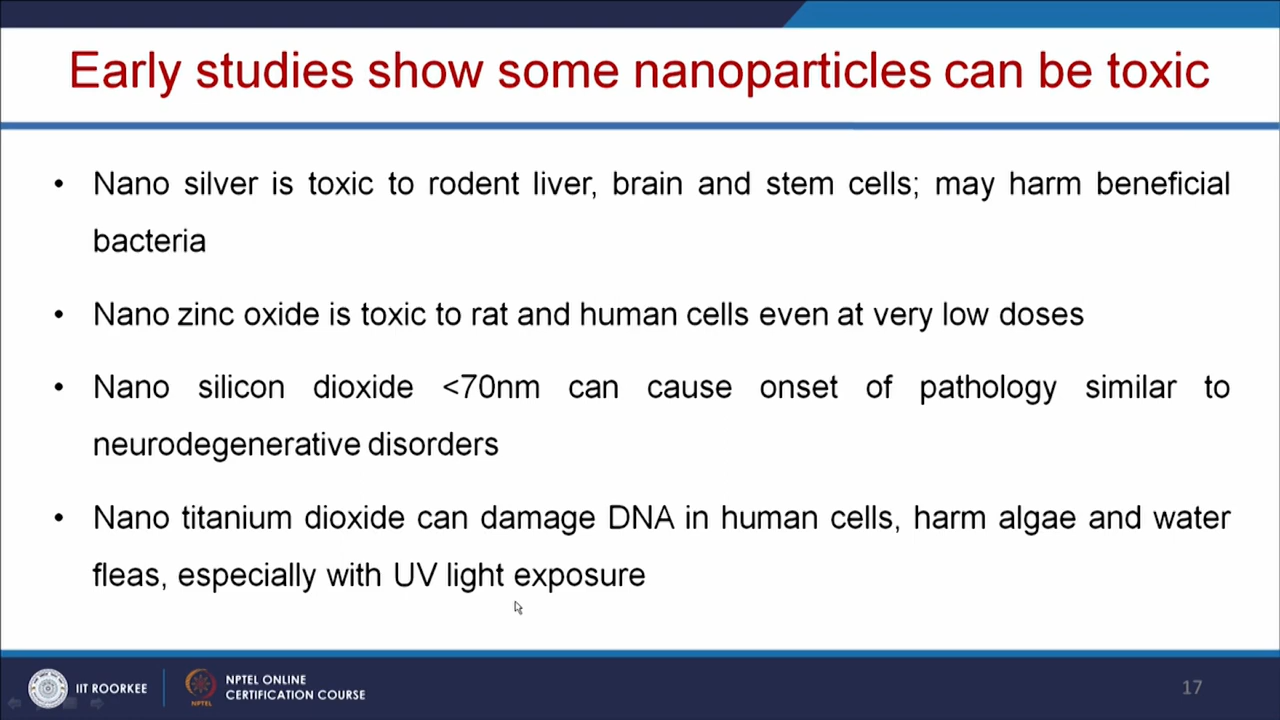 Early studies show some nanoparticles can be toxic
• Nano silver is toxic to rodent liver, brain and stem cells; may harm beneficial
bacteria
• Nano zinc oxide is toxic to rat and human cells even at very low doses
• Nano silicon dioxide <70nm can cause onset of pathology similar to
neurodegenerative disorders
• Nano titanium dioxide can damage DNA in human cells, harm algae and water
fleas, especially with UV light exposure
IIT ROORKEE
NPTEL
NPTEL ONLINE
CERTIFICATION COURSE
17